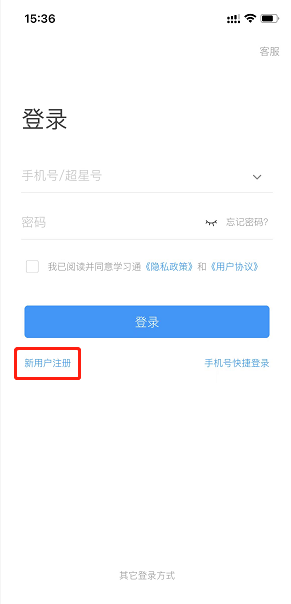 15:36
客服
登录
手机号/超星号
密码 忘记密码?
我已阅读并同意学习通《隐私政策》和《用户协议》
登录
新用户注册 手机号快捷登录
其它登录方式